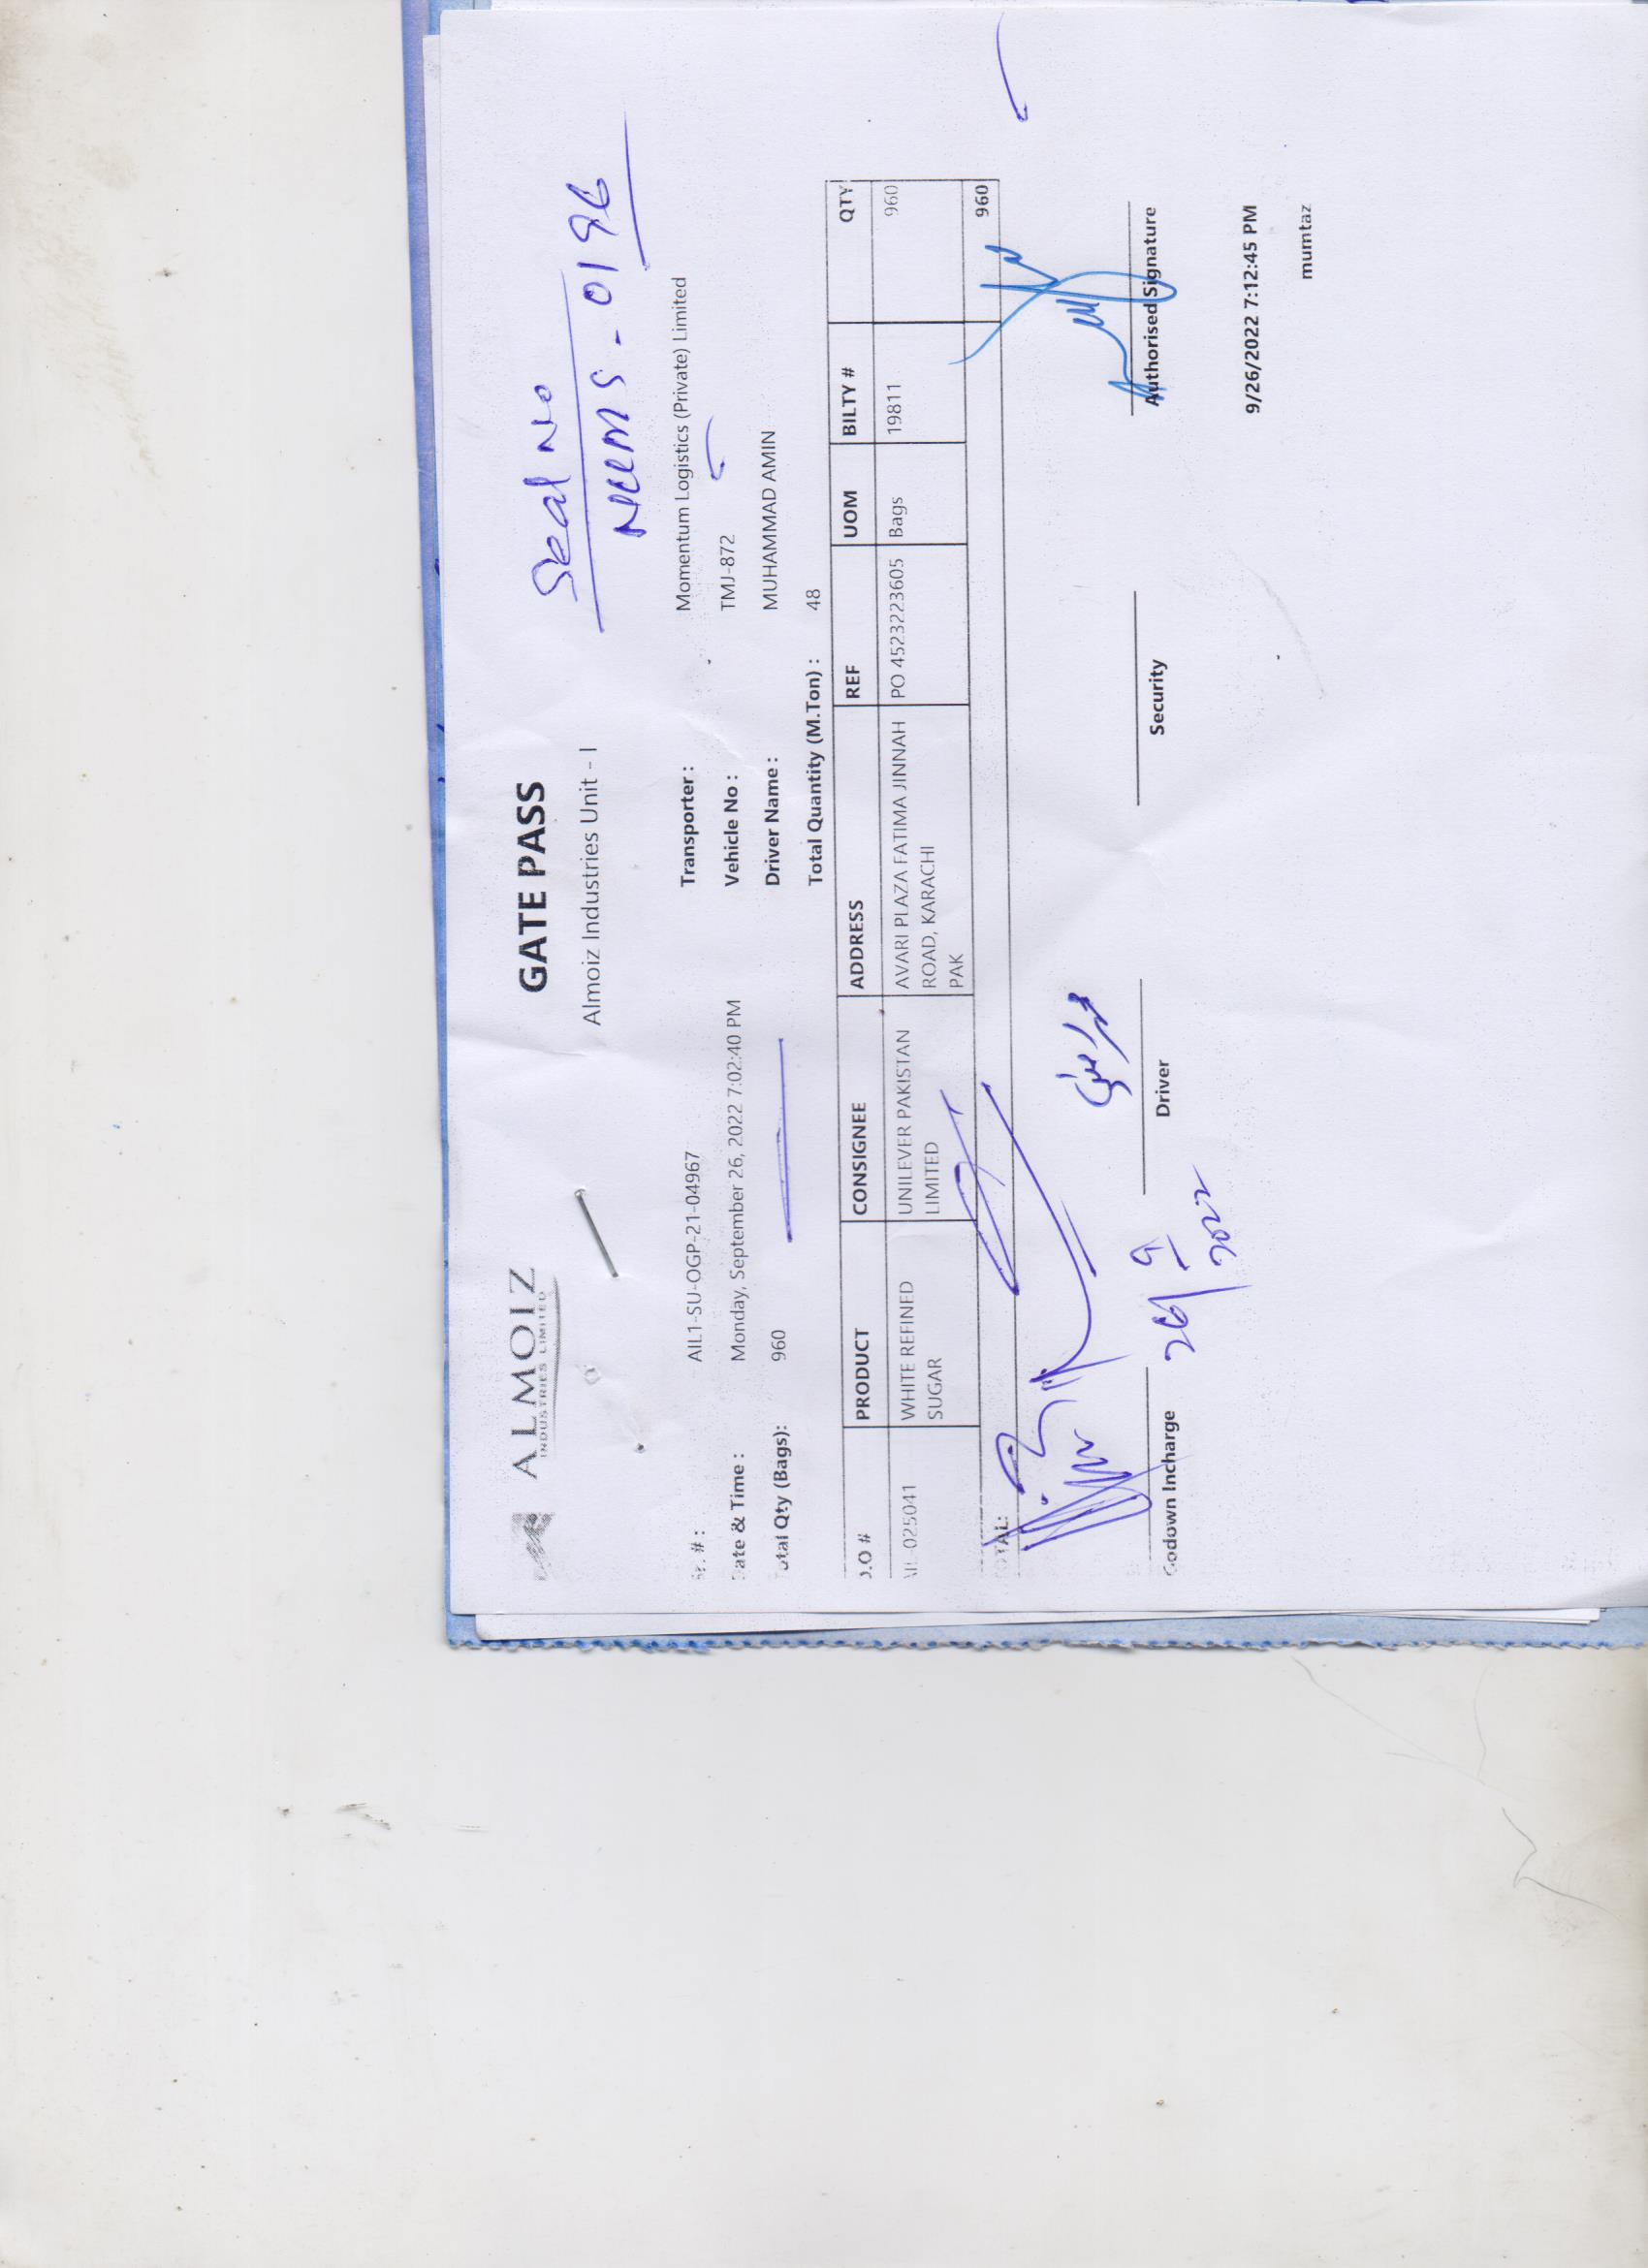 ALMOIZ
INDUSTRIES LIMITED
GATE PASS
Almoiz Industries Unit - I
Seal No
0196
Sr. # : AIL1-SU-OGP-21-04967 Transporter : Momentum Logistics (Private) Limited
Date & Time : Monday, September 26, 2022 7:02:40 PM Vehicle No : TMJ-872
Total Qty (Bags): 960 Driver Name : MUHAMMAD AMIN
Total Quantity (M.Ton) : 48
D.O # PRODUCT CONSIGNEE ADDRESS REF UOM BILTY # QTY
025041 WHITE REFINED UNILEVER PAKISTAN AVARI PLAZA FATIMA JINNAH PO 4523223605 Bags 19811 960
SUGAR LIMITED ROAD, KARACHI
PAK
TOTAL: 960
Godown Incharge Driver Security Authorised Signature
26/9
2022
9/26/2022 7:12:45 PM
mumtaz